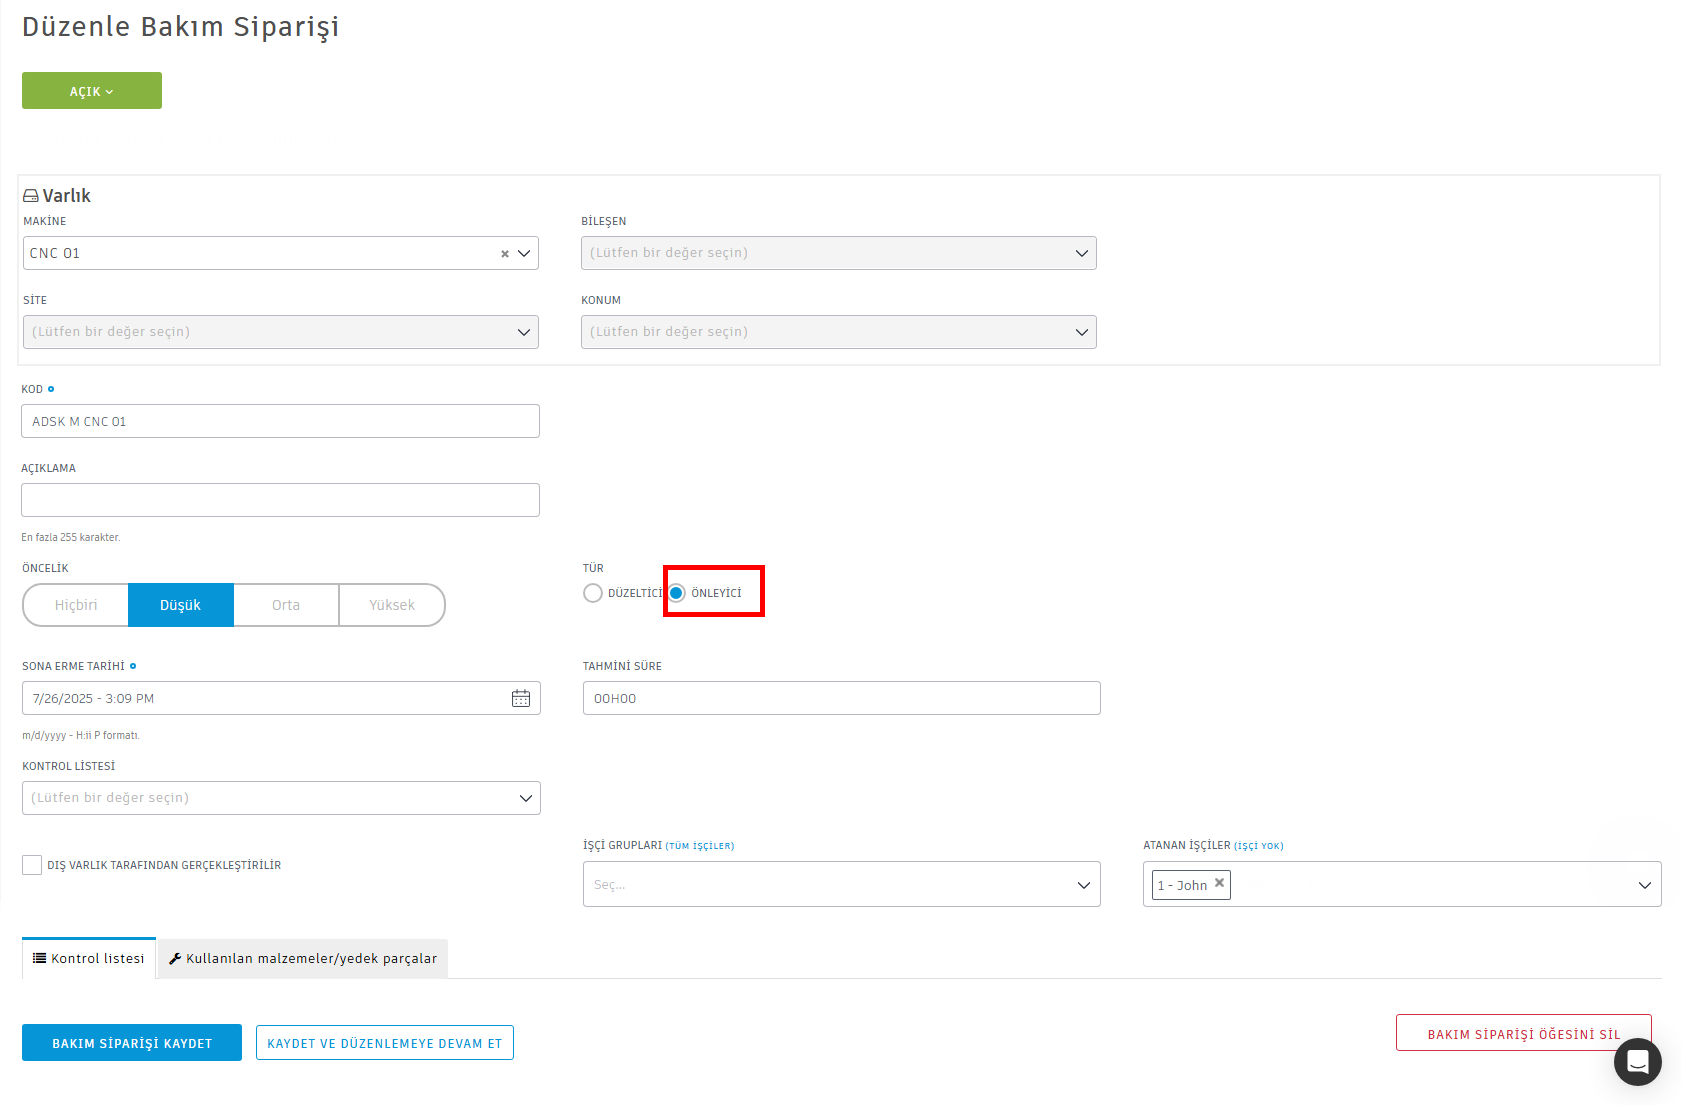 Düzenle Bakım Siparişi
AÇIK
Varlık
MAKİNE
BİLEŞEN
CNC 01
(Lütfen bir değer seçin)
SİTE
KONUM
(Lütfen bir değer seçin)
(Lütfen bir değer seçin)
KOD
ADSK M CNC 01
AÇIKLAMA
En fazla 255 karakter.
ÖNCELİK
TÜR
Hiçbiri
Düşük
Orta
Yüksek
DÜZELTİCİ
ÖNLEYİCİ
SONA ERME TARİHİ
TAHMİNİ SÜRE
7/26/2025 - 3:09 PM
00H00
m/d/yyyy - H:ii P formatı.
KONTROL LİSTESİ
(Lütfen bir değer seçin)
İŞÇİ GRUPLARI (TÜM İŞÇİLER)
ATANAN İŞÇİLER (İŞÇİ YOK)
DIŞ VARLIK TARAFINDAN GERÇEKLEŞTİRİLİR
Seç...
1 - John
Kontrol listesi
Kullanılan malzemeler/yedek parçalar
BAKIM SİPARİŞİ KAYDET
KAYDET VE DÜZENLEMEYE DEVAM ET
BAKIM SİPARİŞİ ÖĞESİNİ SİL